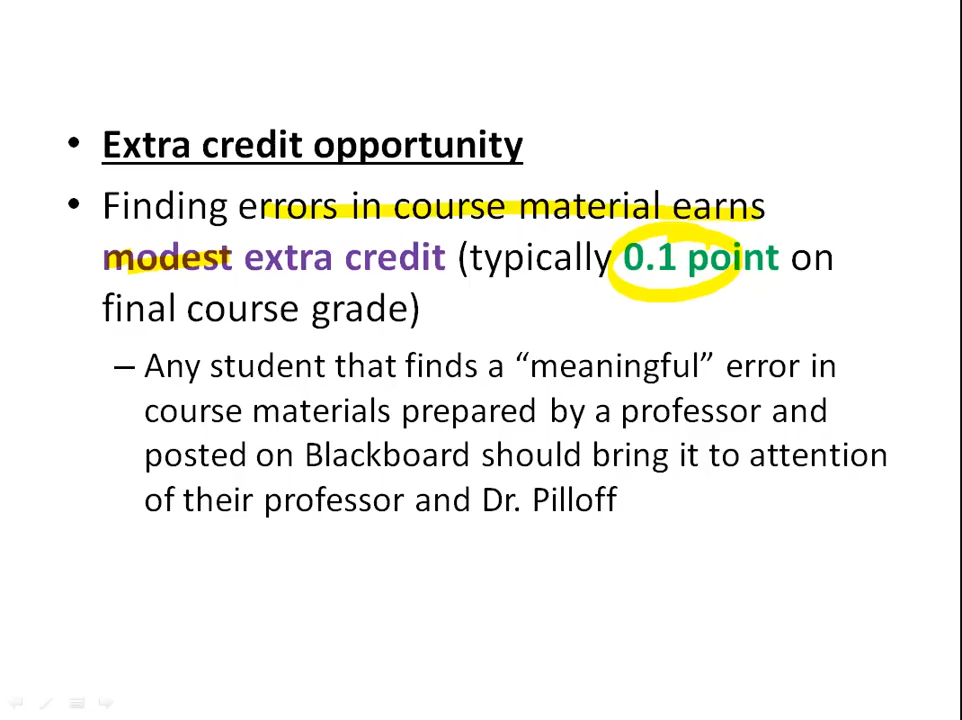 • Extra credit opportunity
• Finding errors in course material earns
modest extra credit (typically 0.1 point on
final course grade)
– Any student that finds a “meaningful” error in
course materials prepared by a professor and
posted on Blackboard should bring it to attention
of their professor and Dr. Pilloff